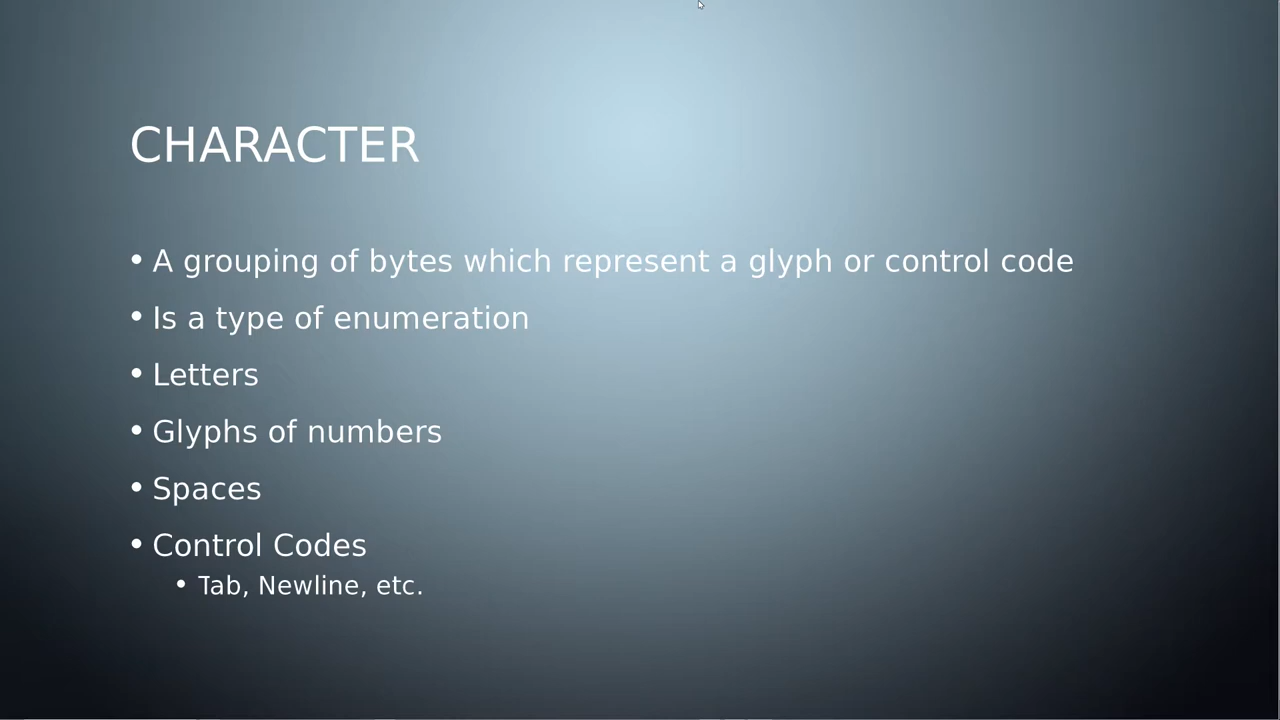 CHARACTER
• A grouping of bytes which represent a glyph or control code
• Is a type of enumeration
• Letters
• Glyphs of numbers
• Spaces
• Control Codes
• Tab, Newline, etc.